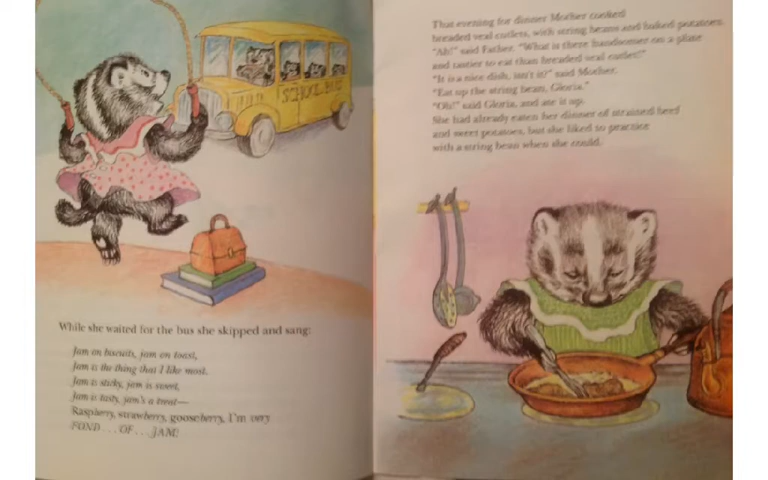 SCHOOL BUS
While she waited for the bus she skipped and sang:
Jam on biscuits, jam on toast,
Jam is the thing that I like most.
Jam is sticky, jam is sweet,
Jam is tasty, jam's a treat—
Raspberry, strawberry, gooseberry, I'm very
FOND . . . OF . . . JAM!
That evening for dinner Mother cooked
breaded veal cutlets, with string beans and baked potatoes.
"Ah!" said Father. "What is there handsomer on a plate
and tastier to eat than breaded veal cutlet!"
"It is a nice dish, isn't it?" said Mother.
"Eat up the string bean, Gloria."
"Oh!" said Gloria, and ate it up.
She had already eaten her dinner of strained beef
and sweet potatoes, but she liked to practice
with a string bean when she could.